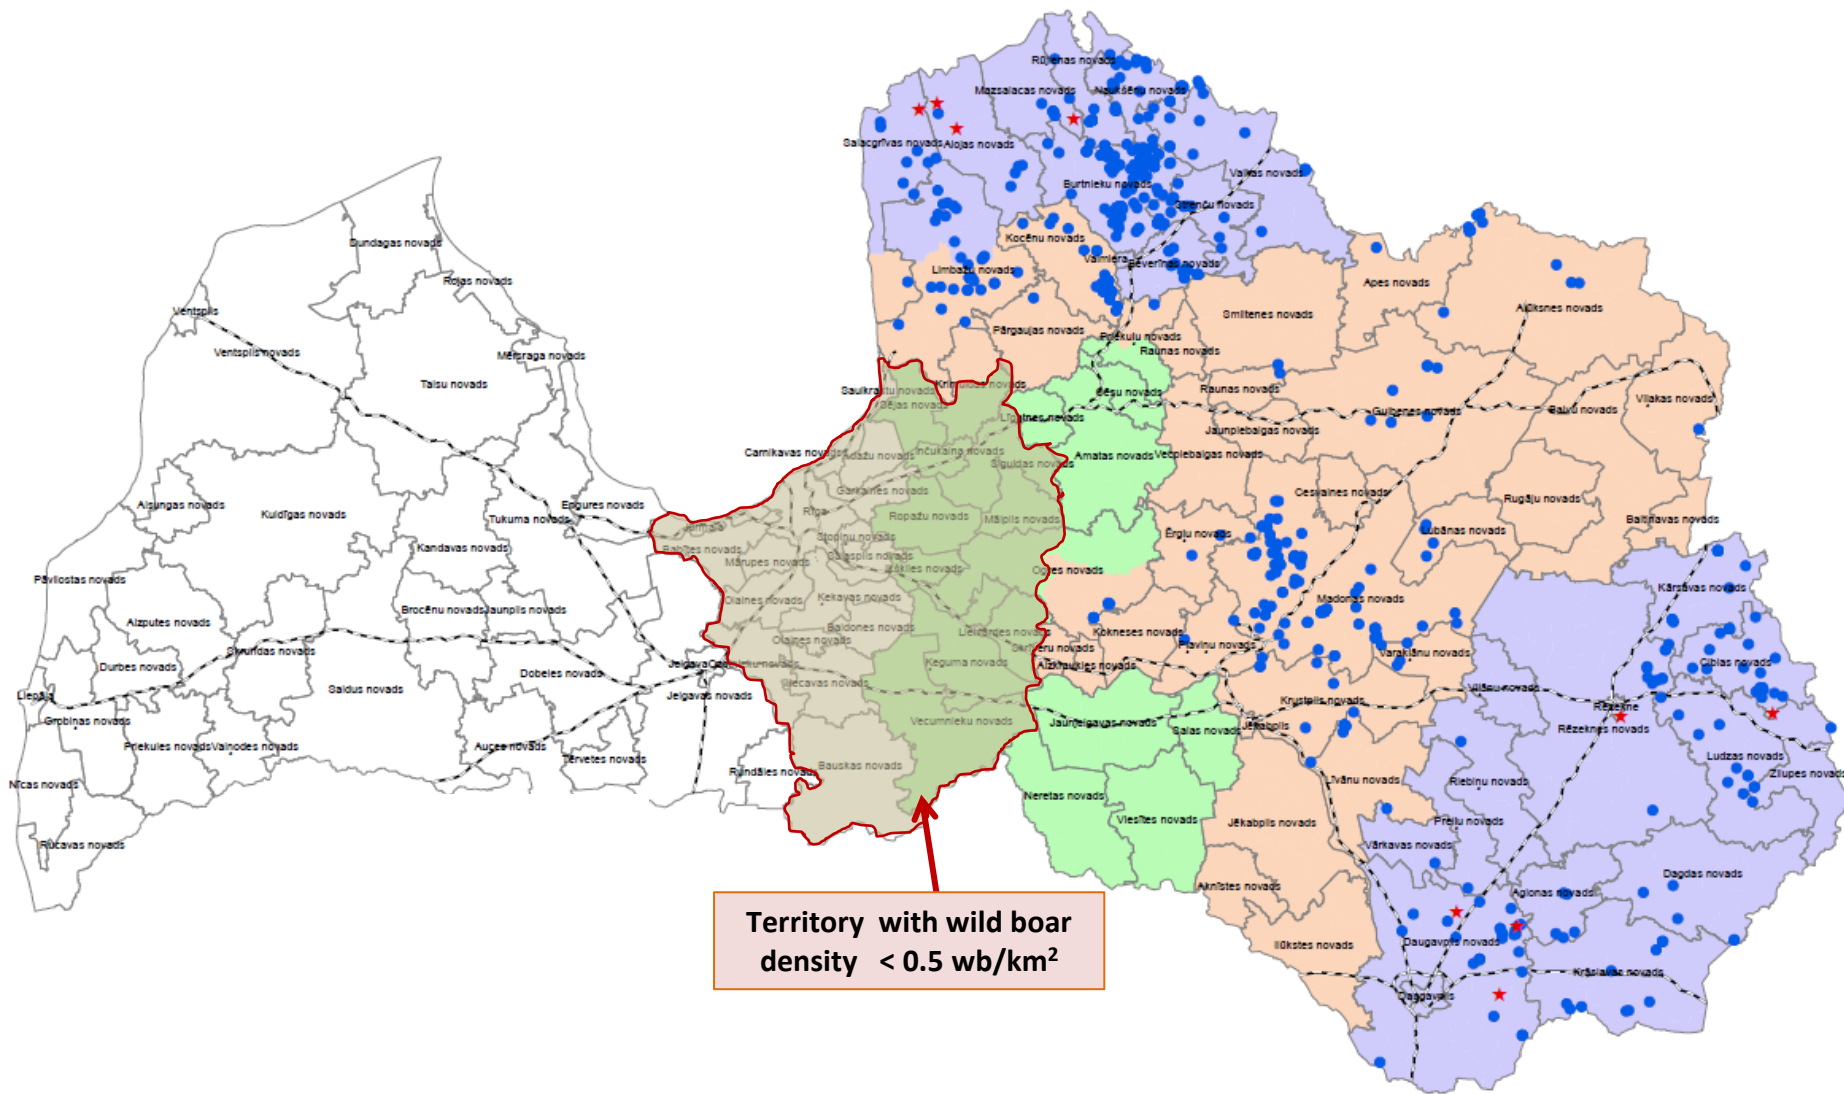 Rūjienas novads
Mazsalacas novads
Naukšēnu novads
Salacgrīvas novads
Alojas novads
Burtnieku novads
Valkas novads
Strenču novads
Kocēnu novads
Valmiera
Beverīnas novads
Limbažu novads
Pārgaujas novads
Priekuļu novads
Raunas novads
Smiltenes novads
Apes novads
Alūksnes novads
Dundagas novads
Rojas novads
Ventspils
Ventspils novads
Mērsraga novads
Talsu novads
Saulkrastu novads
Krimuldas novads
Sējas novads
Cēsu novads
Līgatnes novads
Raunas novads
Gulbenes novads
Balvu novads
Viļakas novads
Jaunpiebalgas novads
Vecpiebalgas novads
Amatas novads
Carnikavas novads
Ādažu novads
Inčukalna novads
Siguldas novads
Garkalnes novads
Cesvaines novads
Rugāju novads
Baltinavas novads
Lubānas novads
Ērgļu novads
Alsungas novads
Kuldīgas novads
Engures novads
Tukuma novads
Kandavas novads
Jūrmala
Rīga
Ropažu novads
Mālpils novads
Stopiņu novads
Salaspils novads
Babītes novads
Mārupes novads
Ikšķiles novads
Ogres novads
Pāvilostas novads
Aizputes novads
Brocēnu novads
Jaunpils novads
Olaines novads
Ķekavas novads
Baldones novads
Olaines novads
Lielvārdes novads
Skrīveru novads
Kokneses novads
Aizkraukles novads
Pļaviņu novads
Madonas novads
Varakļānu novads
Kārsavas novads
Ciblas novads
Durbes novads
Skrundas novads
Saldus novads
Dobeles novads
Jelgava
Jelgavas novads
Iecavas novads
Ķeguma novads
Vecumnieku novads
Liepāja
Grobiņas novads
Priekules novads
Vaiņodes novads
Auces novads
Tērvetes novads
Rundāles novads
Bauskas novads
Jaunjelgavas novads
Salas novads
Jēkabpils
Krustpils novads
Viļānu novads
Rēzekne
Rēzeknes novads
Ludzas novads
Zilupes novads
Nīcas novads
Rucavas novads
Neretas novads
Viesītes novads
Jēkabpils novads
Līvānu novads
Riebiņu novads
Preiļu novads
Vārkavas novads
Aknīstes novads
Ilūkstes novads
Aglonas novads
Dagdas novads
Daugavpils novads
Daugavpils
Krāslavas novads
Territory with wild boar
density < 0.5 wb/km²